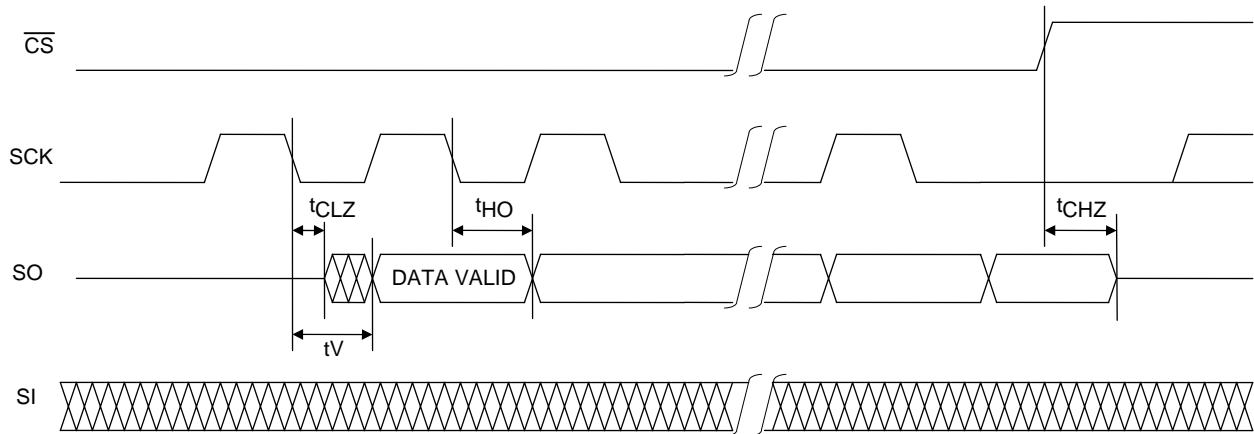 CS
SCK
tCLZ
tHO
tCHZ
SO
DATA VALID
tV
SI